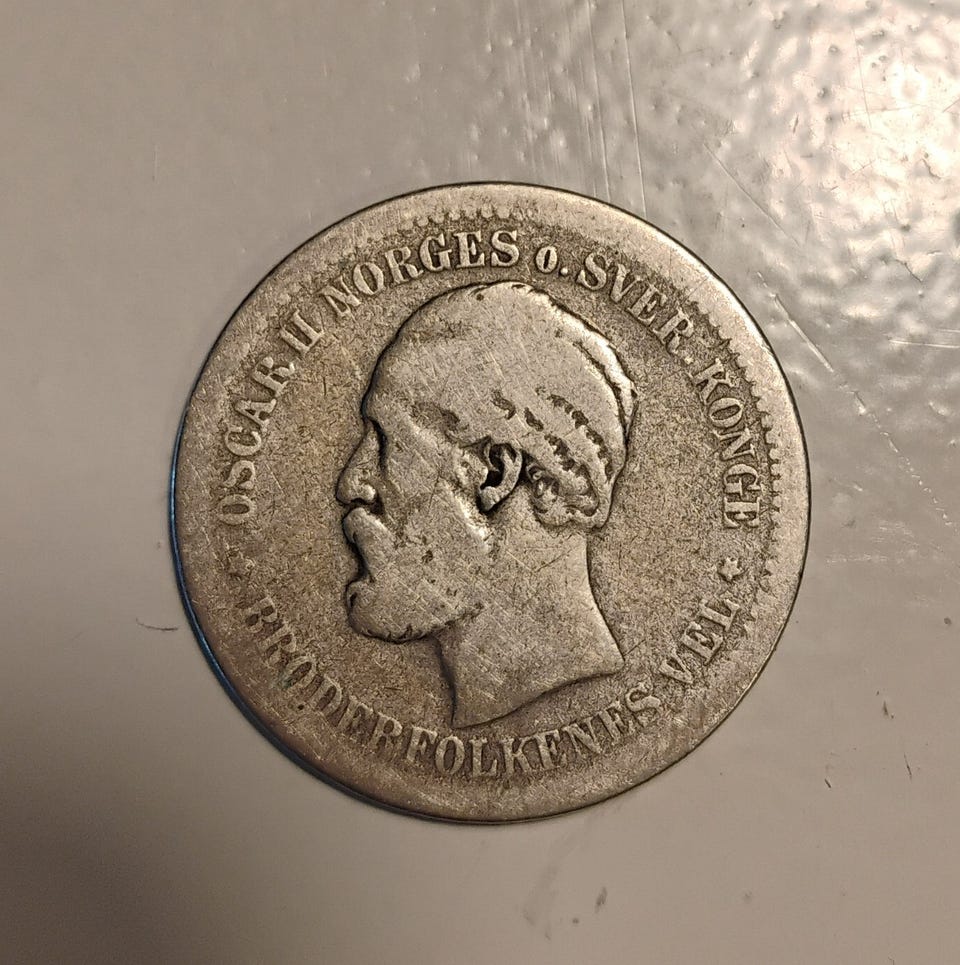 OSCAR II NORGES O. SVER. KONGE
BRODERFOLKENES VEL